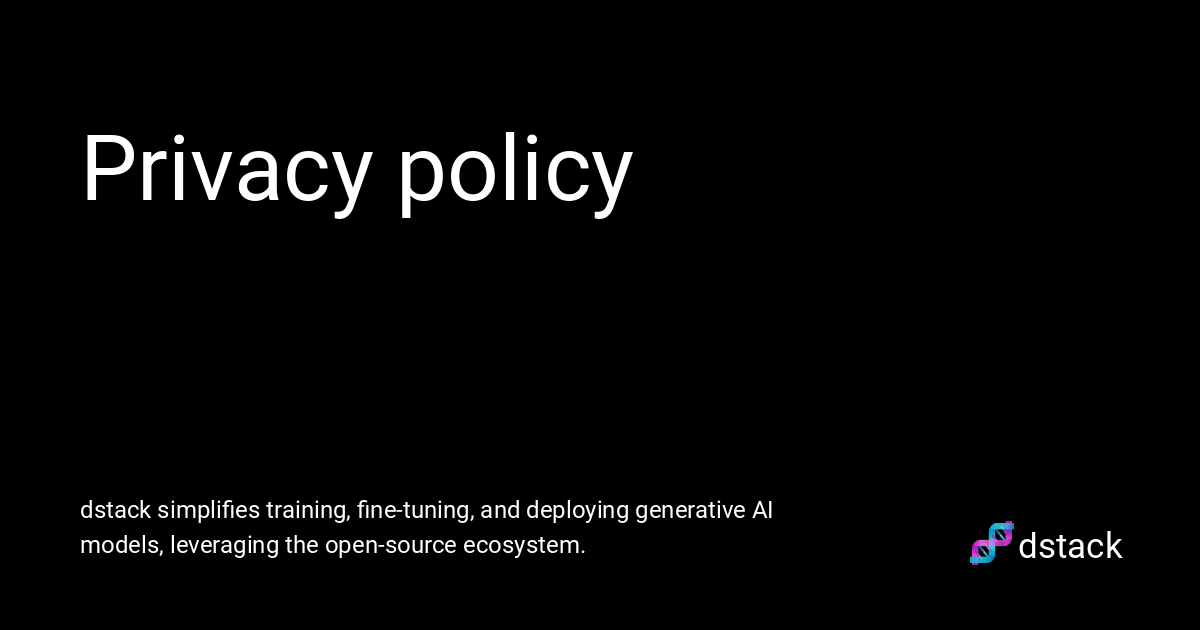 Privacy policy
dstack simplifies training, fine-tuning, and deploying generative AI
models, leveraging the open-source ecosystem.
dstack